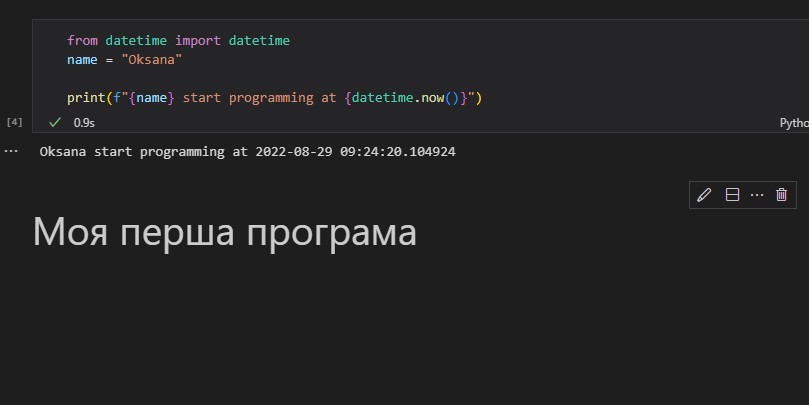 from datetime import datetime
name = "Oksana"
print(f"{name} start programming at {datetime.now()}")
[4]
0.9s
Pytho
Oksana start programming at 2022-08-29 09:24:20.104924
Моя перша програма